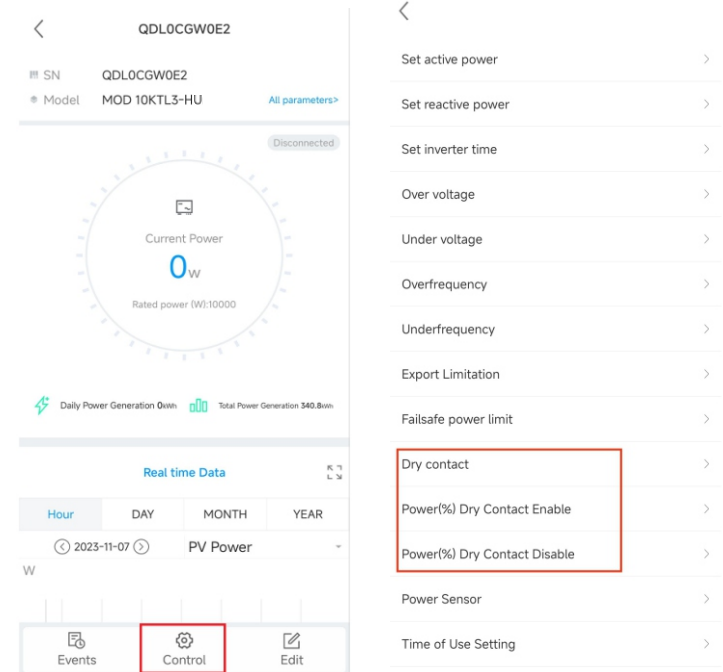 QDL0CGW0E2
SN QDL0CGW0E2
Model MOD 10KTL3-HU All parameters>
Disconnected
Current Power
0W
Rated power (W):10000
Daily Power Generation 0kWh Total Power Generation 340.8kWh
Real time Data
Hour DAY MONTH YEAR
2023-11-07 PV Power
W
Events Control Edit
Set active power
Set reactive power
Set inverter time
Over voltage
Under voltage
Overfrequency
Underfrequency
Export Limitation
Failsafe power limit
Dry contact
Power(%) Dry Contact Enable
Power(%) Dry Contact Disable
Power Sensor
Time of Use Setting